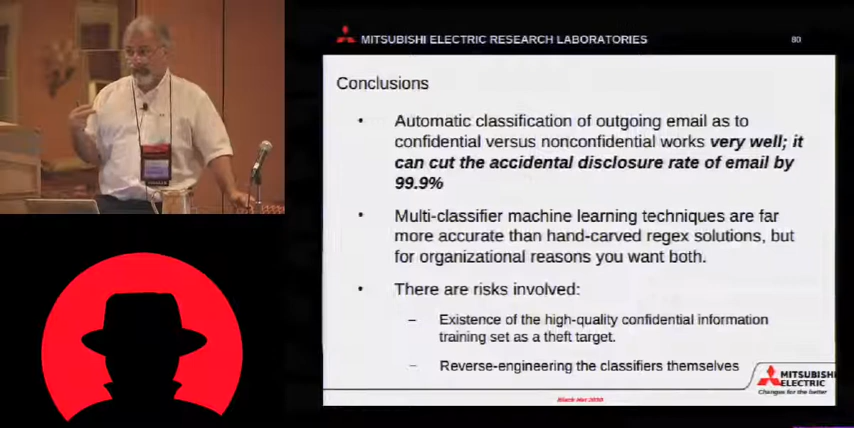 MITSUBISHI ELECTRIC RESEARCH LABORATORIES
80
Conclusions
• Automatic classification of outgoing email as to
confidential versus nonconfidential works very well; it
can cut the accidental disclosure rate of email by
99.9%
• Multi-classifier machine learning techniques are far
more accurate than hand-carved regex solutions, but
for organizational reasons you want both.
• There are risks involved:
– Existence of the high-quality confidential information
training set as a theft target.
– Reverse-engineering the classifiers themselves
MITSUBISHI
ELECTRIC
Changes for the better
Black Hat 2010